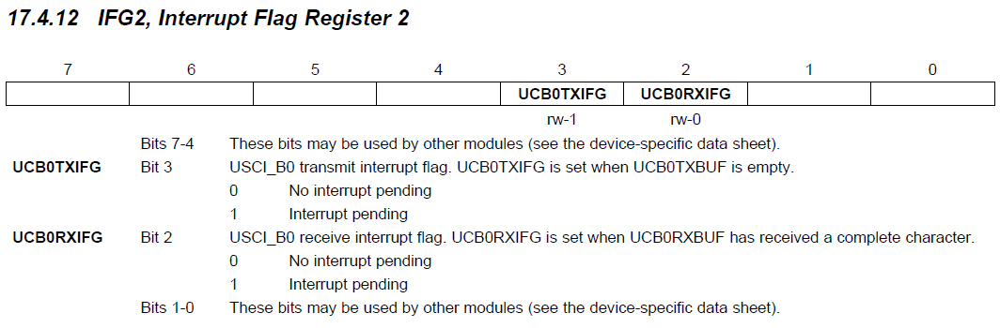 17.4.12 IFG2, Interrupt Flag Register 2
7 6 5 4 3 2 1 0
UCB0TXIFG UCB0RXIFG
rw-1 rw-0
Bits 7-4 These bits may be used by other modules (see the device-specific data sheet).
UCB0TXIFG Bit 3 USCI_B0 transmit interrupt flag. UCB0TXIFG is set when UCB0TXBUF is empty.
0 No interrupt pending
1 Interrupt pending
UCB0RXIFG Bit 2 USCI_B0 receive interrupt flag. UCB0RXIFG is set when UCB0RXBUF has received a complete character.
0 No interrupt pending
1 Interrupt pending
Bits 1-0 These bits may be used by other modules (see the device-specific data sheet).